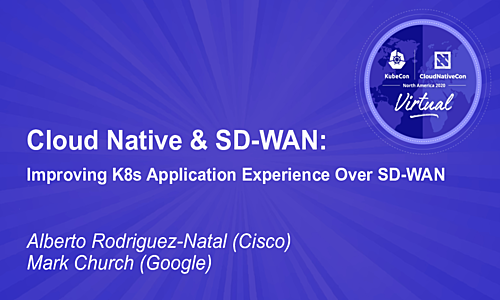 KubeCon
CloudNativeCon
North America 2020
Virtual
Cloud Native & SD-WAN:
Improving K8s Application Experience Over SD-WAN
Alberto Rodriguez-Natal (Cisco)
Mark Church (Google)